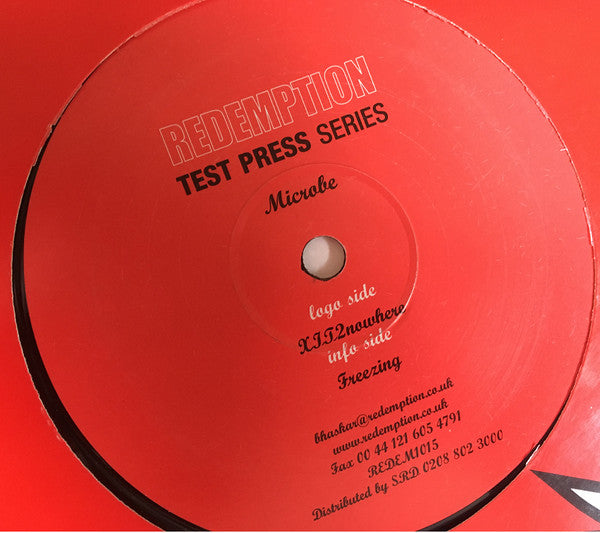 REDEMPTION
TEST PRESS SERIES
Microbe
logo side
XIT2nowhere
info side
Freezing
bhaskar@redemption.co.uk
www.redemption.co.uk
Fax 00 44 121 605 4791
REDEM1015
Distributed by SRD 0208 802 3000